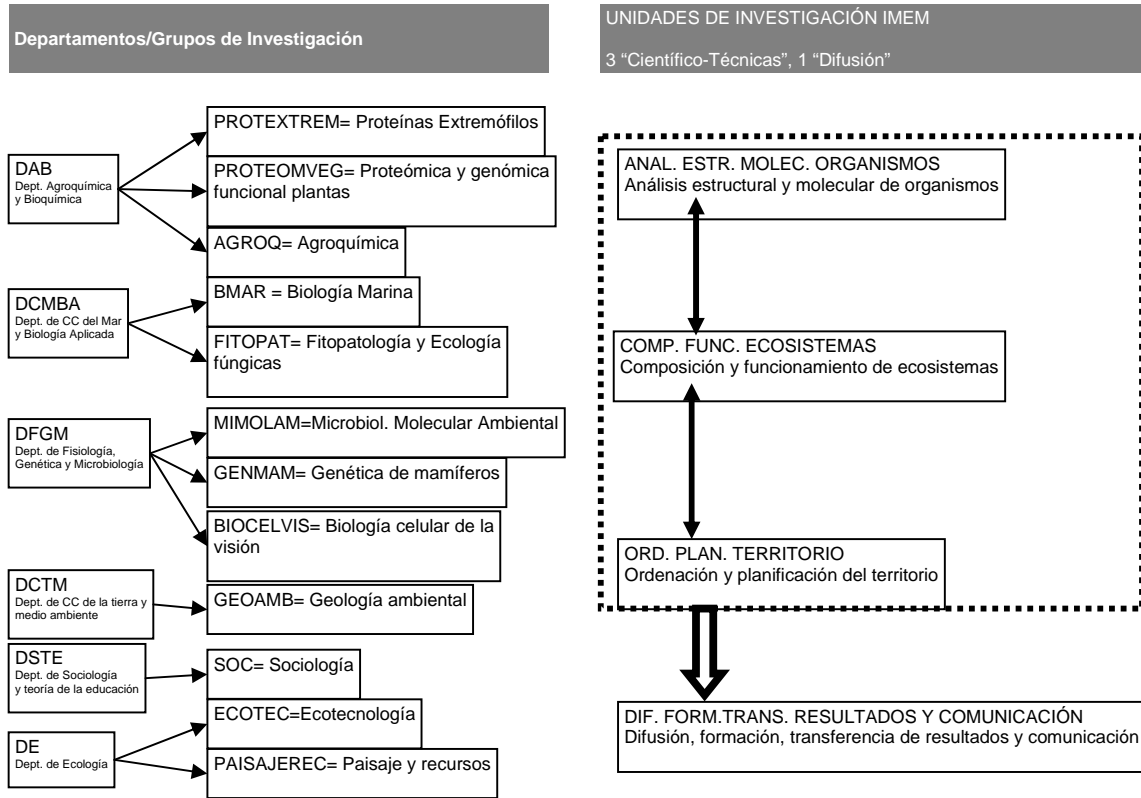 Departamentos/Grupos de Investigación
UNIDADES DE INVESTIGACIÓN IMEM
3 “Científico-Técnicas”, 1 “Difusión”
DAB
Dept. Agroquímica
y Bioquímica
PROTEXTREM= Proteínas Extremófilos
PROTEOMVEG= Proteómica y genómica
funcional plantas
AGROQ= Agroquímica
DCMBA
Dept. de CC del Mar
y Biología Aplicada
BMAR = Biología Marina
FITOPAT= Fitopatología y Ecología
fúngicas
DFGM
Dept. de Fisiología,
Genética y Microbiología
MIMOLAM=Microbiol. Molecular Ambiental
GENMAM= Genética de mamíferos
BIOCELVIS= Biología celular de la
visión
DCTM
Dept. de CC de la tierra y
medio ambiente
GEOAMB= Geología ambiental
DSTE
Dept. de Sociología
y teoría de la educación
SOC= Sociología
DE
Dept. de Ecología
ECOTEC=Ecotecnología
PAISAJEREC= Paisaje y recursos
ANAL. ESTR. MOLEC. ORGANISMOS
Análisis estructural y molecular de organismos
COMP. FUNC. ECOSISTEMAS
Composición y funcionamiento de ecosistemas
ORD. PLAN. TERRITORIO
Ordenación y planificación del territorio
DIF. FORM.TRANS. RESULTADOS Y COMUNICACIÓN
Difusión, formación, transferencia de resultados y comunicación